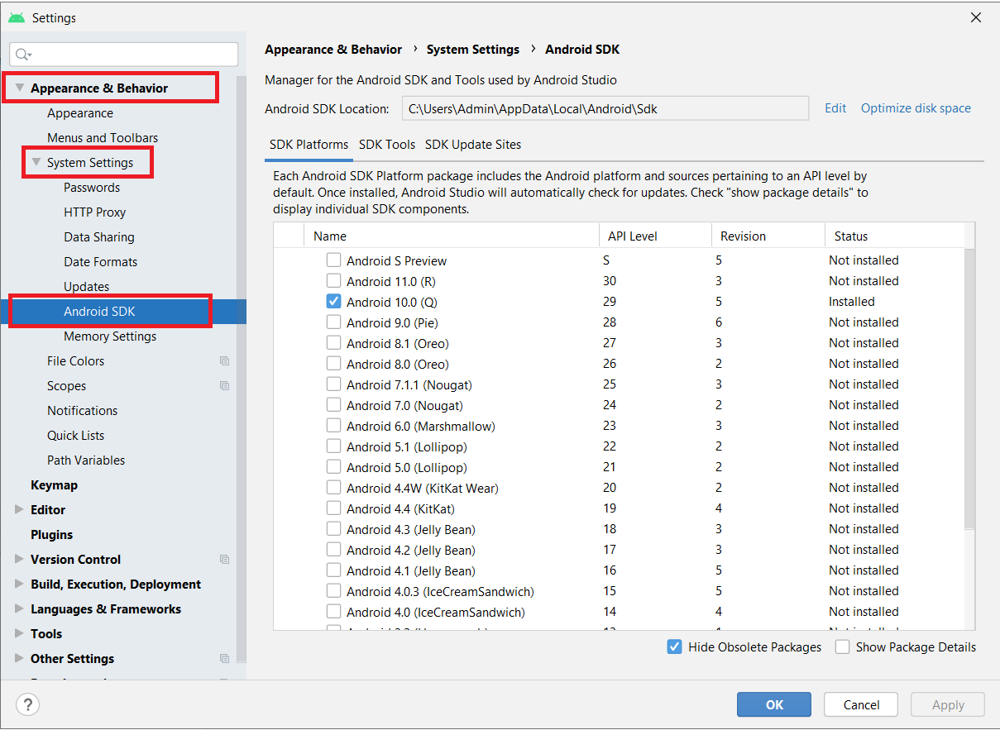 Settings
Appearance & Behavior
Appearance
Menus and Toolbars
System Settings
Passwords
HTTP Proxy
Data Sharing
Date Formats
Updates
Android SDK
Memory Settings
File Colors
Scopes
Notifications
Quick Lists
Path Variables
Keymap
Editor
Plugins
Version Control
Build, Execution, Deployment
Languages & Frameworks
Tools
Other Settings
Appearance & Behavior › System Settings › Android SDK
Manager for the Android SDK and Tools used by Android Studio
Android SDK Location: C:\Users\Admin\AppData\Local\Android\Sdk Edit Optimize disk space
SDK Platforms SDK Tools SDK Update Sites
Each Android SDK Platform package includes the Android platform and sources pertaining to an API level by
default. Once installed, Android Studio will automatically check for updates. Check "show package details" to
display individual SDK components.
Name API Level Revision Status
Android S Preview S 5 Not installed
Android 11.0 (R) 30 3 Not installed
Android 10.0 (Q) 29 5 Installed
Android 9.0 (Pie) 28 6 Not installed
Android 8.1 (Oreo) 27 3 Not installed
Android 8.0 (Oreo) 26 2 Not installed
Android 7.1.1 (Nougat) 25 3 Not installed
Android 7.0 (Nougat) 24 2 Not installed
Android 6.0 (Marshmallow) 23 3 Not installed
Android 5.1 (Lollipop) 22 2 Not installed
Android 5.0 (Lollipop) 21 2 Not installed
Android 4.4W (KitKat Wear) 20 2 Not installed
Android 4.4 (KitKat) 19 4 Not installed
Android 4.3 (Jelly Bean) 18 3 Not installed
Android 4.2 (Jelly Bean) 17 3 Not installed
Android 4.1 (Jelly Bean) 16 5 Not installed
Android 4.0.3 (IceCreamSandwich) 15 5 Not installed
Android 4.0 (IceCreamSandwich) 14 4 Not installed
Hide Obsolete Packages Show Package Details
? OK Cancel Apply